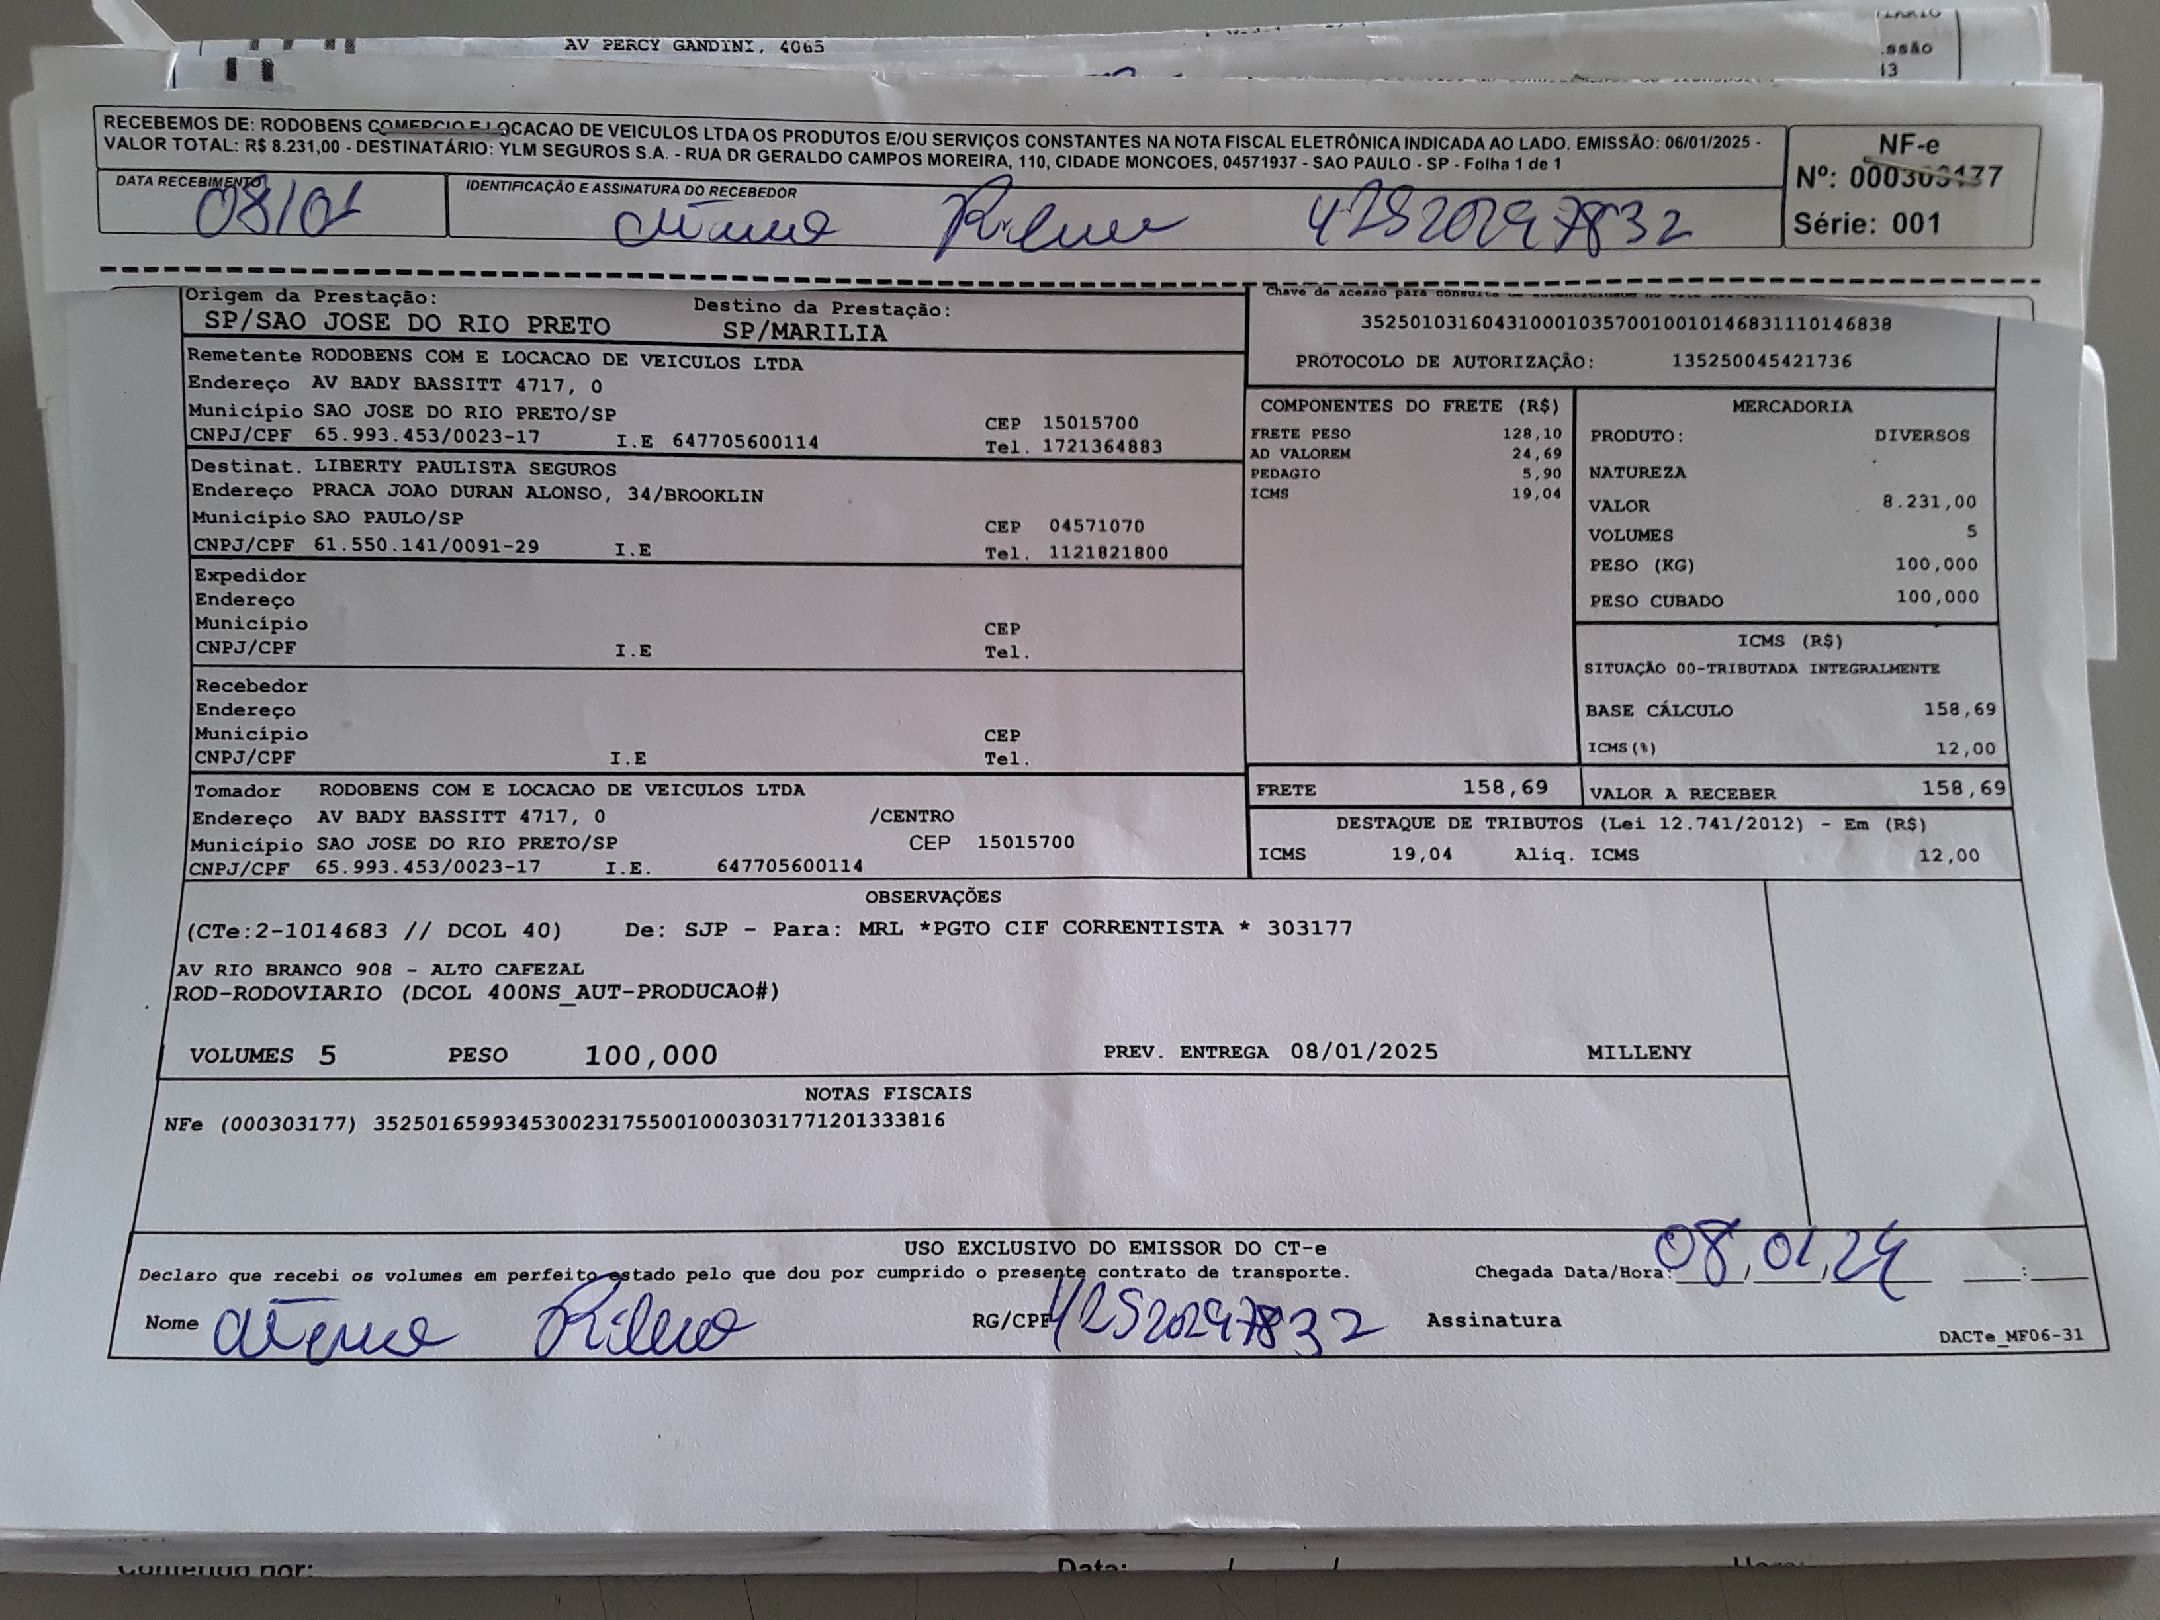 AV PERCY GANDINI, 4065
RECEBEMOS DE: RODOBENS COMERCIO E LOCACAO DE VEICULOS LTDA OS PRODUTOS E/OU SERVIÇOS CONSTANTES NA NOTA FISCAL ELETRÔNICA INDICADA AO LADO. EMISSÃO: 06/01/2025 -
VALOR TOTAL: R$ 8.231,00 - DESTINATÁRIO: YLM SEGUROS S.A. - RUA DR GERALDO CAMPOS MOREIRA, 110, CIDADE MONCOES, 04571937 - SAO PAULO - SP - Folha 1 de 1
NF-e
Nº: 000303177
Série: 001
DATA RECEBIMENTO
08/01
IDENTIFICAÇÃO E ASSINATURA DO RECEBEDOR
42520297832
Origem da Prestação:
SP/SAO JOSE DO RIO PRETO
Destino da Prestação:
SP/MARILIA
Chave de acesso para consulta de
35250103160431000103570010010146831110146838
PROTOCOLO DE AUTORIZAÇÃO: 135250045421736
Remetente RODOBENS COM E LOCACAO DE VEICULOS LTDA
Endereço AV BADY BASSITT 4717, 0
Município SAO JOSE DO RIO PRETO/SP CEP 15015700
CNPJ/CPF 65.993.453/0023-17 I.E 647705600114 Tel. 1721364883
Destinat. LIBERTY PAULISTA SEGUROS
Endereço PRACA JOAO DURAN ALONSO, 34/BROOKLIN
Município SAO PAULO/SP CEP 04571070
CNPJ/CPF 61.550.141/0091-29 I.E Tel. 1121821800
Expedidor
Endereço
Município CEP
CNPJ/CPF I.E Tel.
Recebedor
Endereço
Município CEP
CNPJ/CPF I.E Tel.
Tomador RODOBENS COM E LOCACAO DE VEICULOS LTDA
Endereço AV BADY BASSITT 4717, 0 /CENTRO
Município SAO JOSE DO RIO PRETO/SP CEP 15015700
CNPJ/CPF 65.993.453/0023-17 I.E. 647705600114
COMPONENTES DO FRETE (R$)
FRETE PESO 128,10
AD VALOREM 24,69
PEDAGIO 5,90
ICMS 19,04
MERCADORIA
PRODUTO: DIVERSOS
NATUREZA
VALOR 8.231,00
VOLUMES 5
PESO (KG) 100,000
PESO CUBADO 100,000
ICMS (R$)
SITUAÇÃO 00-TRIBUTADA INTEGRALMENTE
BASE CÁLCULO 158,69
ICMS(%) 12,00
FRETE 158,69
VALOR A RECEBER 158,69
DESTAQUE DE TRIBUTOS (Lei 12.741/2012) - Em (R$)
ICMS 19,04 Aliq. ICMS 12,00
OBSERVAÇÕES
(CTe:2-1014683 // DCOL 40) De: SJP - Para: MRL *PGTO CIF CORRENTISTA * 303177
AV RIO BRANCO 908 - ALTO CAFEZAL
ROD-RODOVIARIO (DCOL 400NS_AUT-PRODUCAO#)
VOLUMES 5 PESO 100,000 PREV. ENTREGA 08/01/2025 MILLENY
NOTAS FISCAIS
NFe (000303177) 35250165993453002317550010003031771201333816
USO EXCLUSIVO DO EMISSOR DO CT-e
Declaro que recebi os volumes em perfeito estado pelo que dou por cumprido o presente contrato de transporte. Chegada Data/Hora: 08/01/24
Nome RG/CPF 42520297832 Assinatura
DACTe_MF06-31
Data: / /